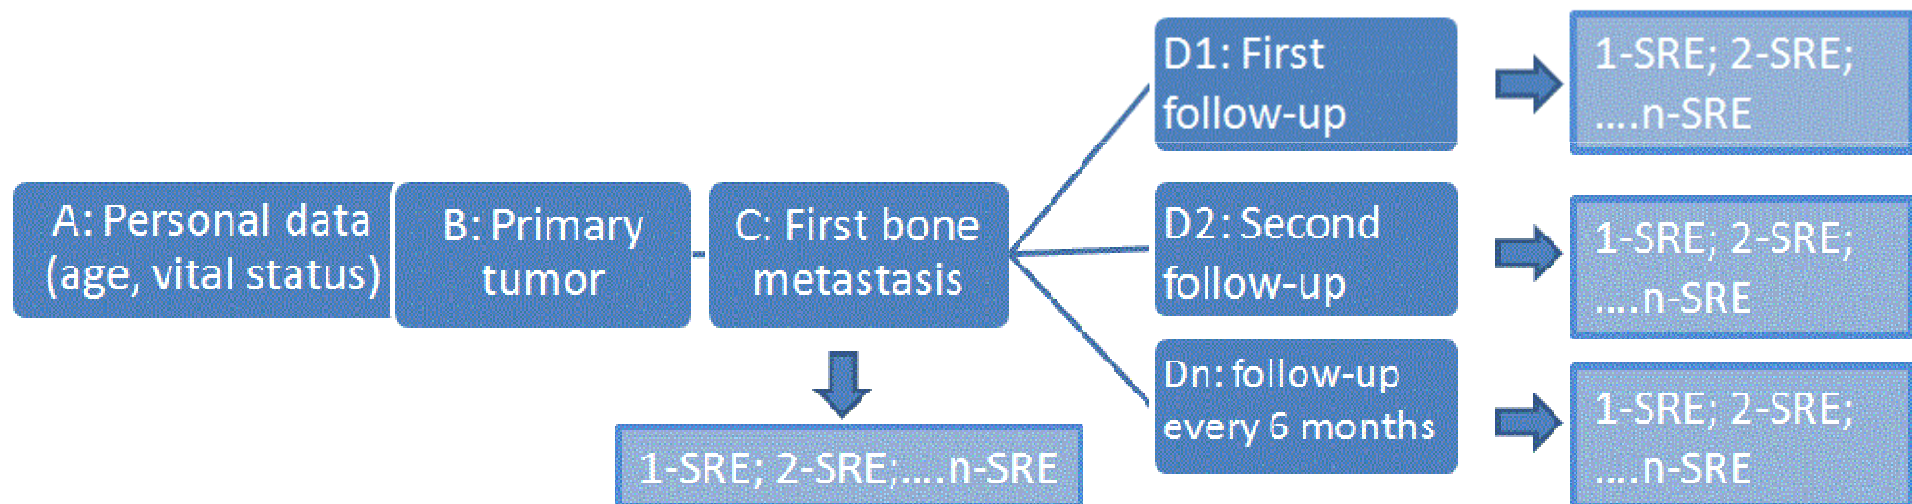 A: Personal data
(age, vital status)
B: Primary
tumor
C: First bone
metastasis
1-SRE; 2-SRE;....n-SRE
D1: First
follow-up
1-SRE; 2-SRE;
....n-SRE
D2: Second
follow-up
1-SRE; 2-SRE;
....n-SRE
Dn: follow-up
every 6 months
1-SRE; 2-SRE;
....n-SRE